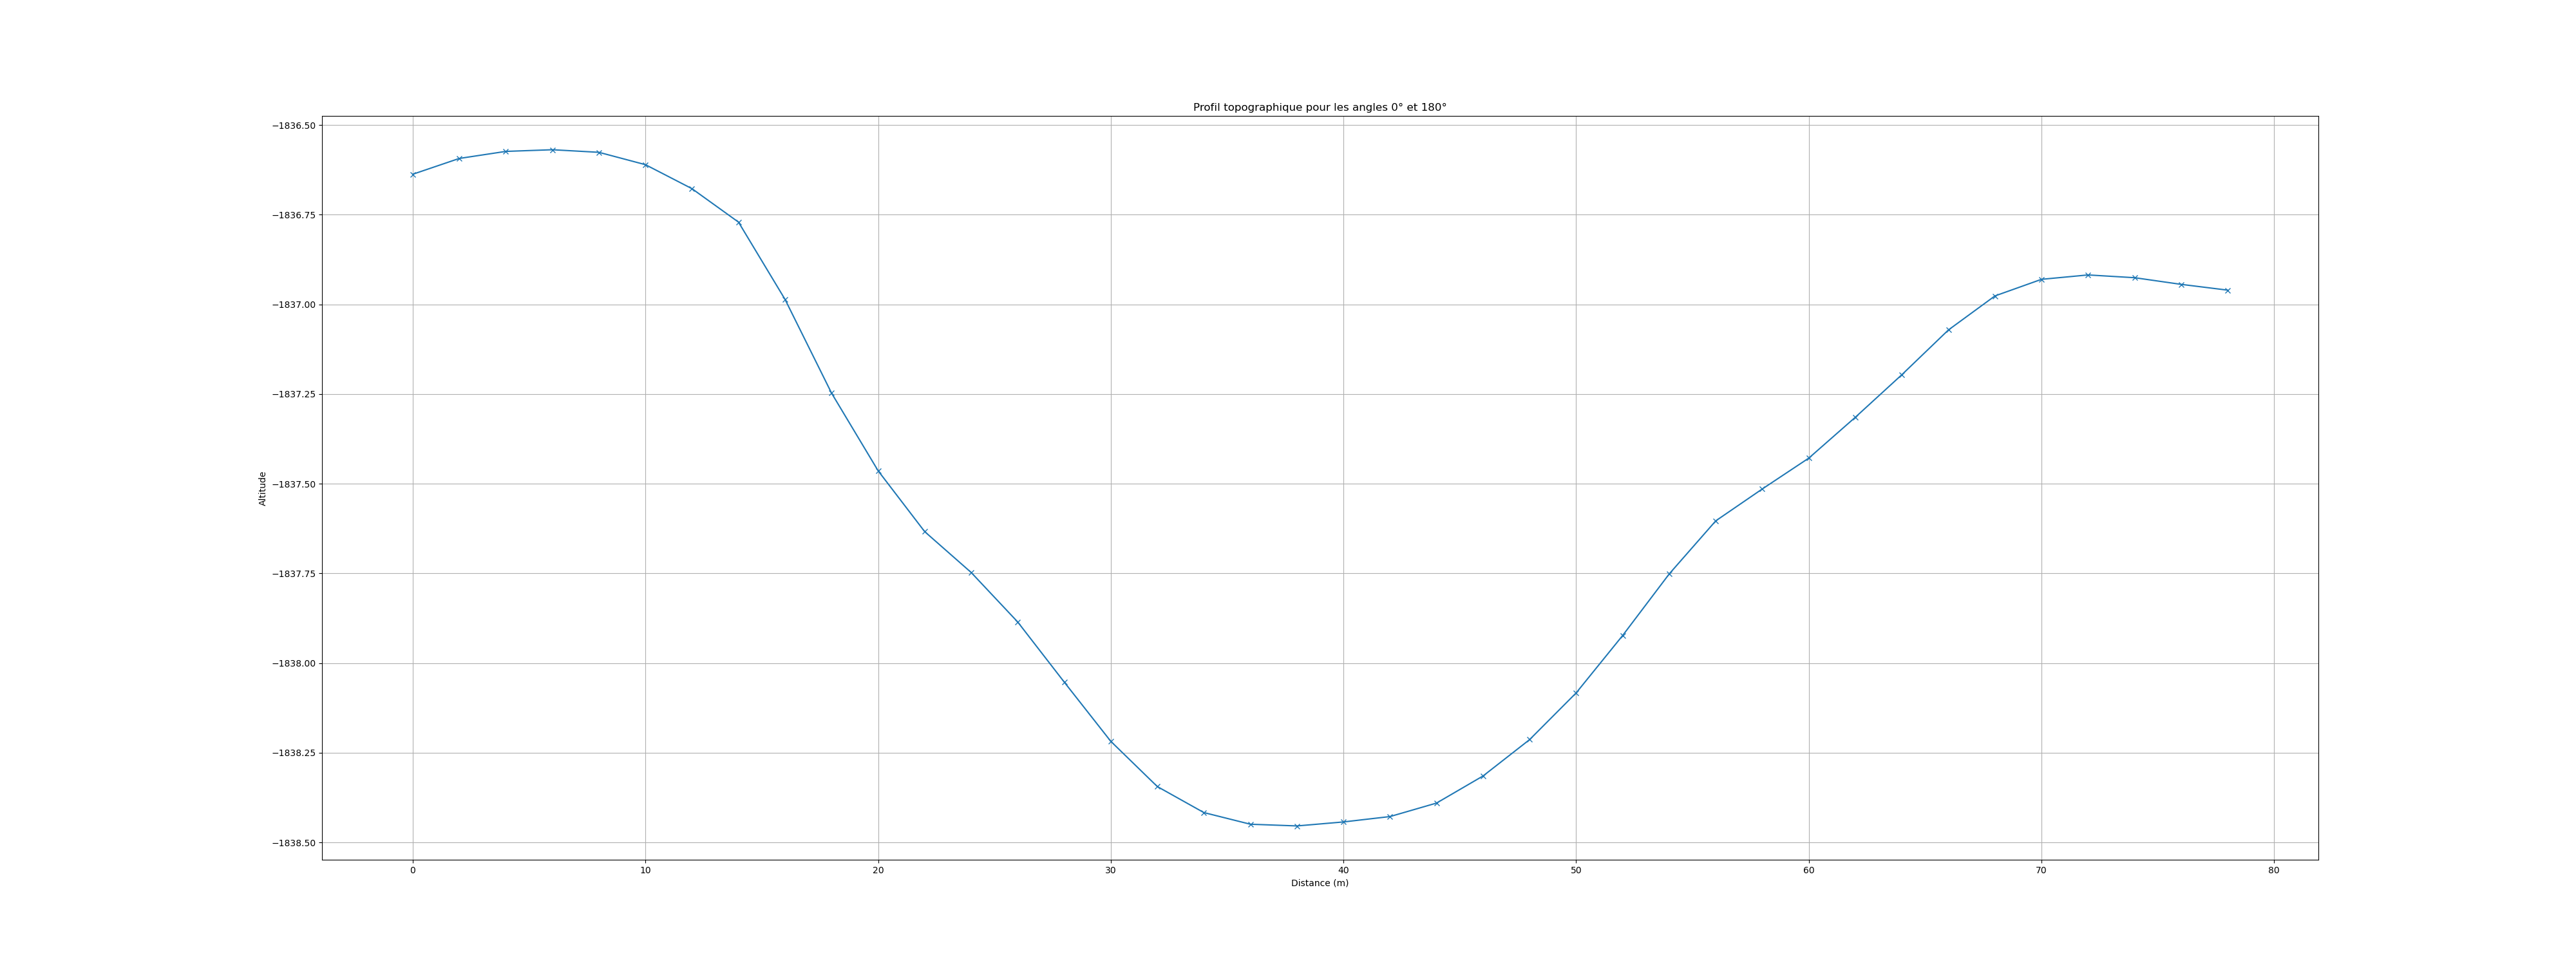 Profil topographique pour les angles 0° et 180°
−1836.50
−1836.75
−1837.00
−1837.25
−1837.50
−1837.75
−1838.00
−1838.25
−1838.50
Altitude
0 10 20 30 40 50 60 70 80
Distance (m)